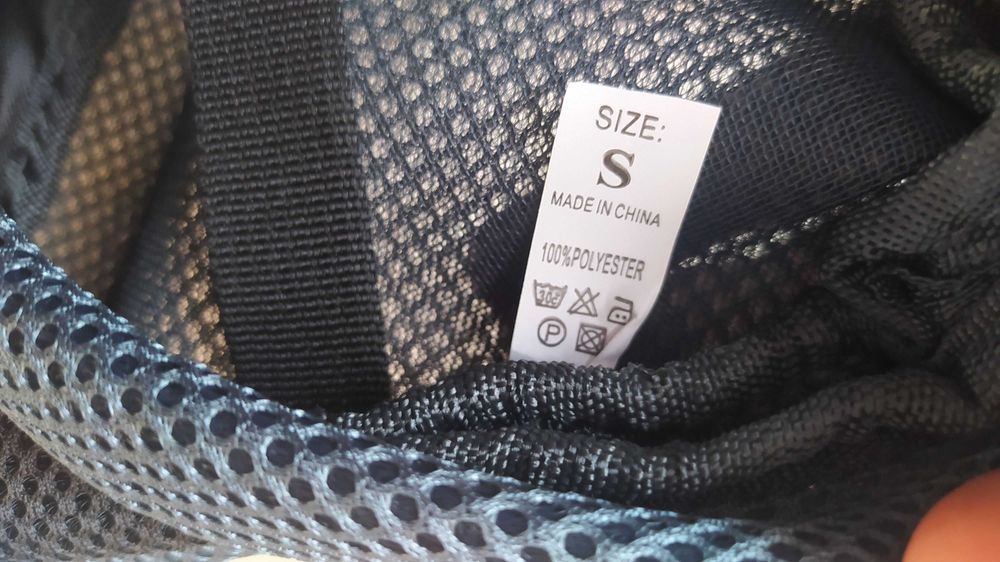 SIZE:
S
MADE IN CHINA
100%POLYESTER
P